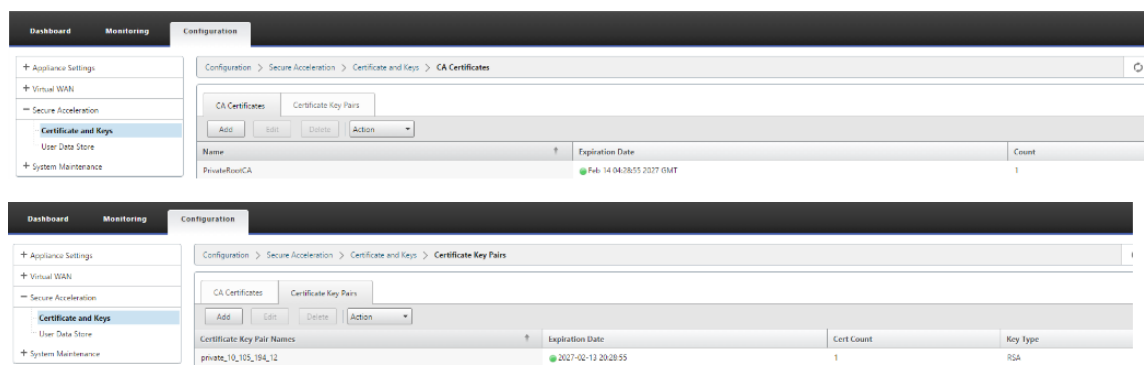 Dashboard Monitoring Configuration
+ Appliance Settings Configuration > Secure Acceleration > Certificate and Keys > CA Certificates
+ Virtual WAN
− Secure Acceleration CA Certificates Certificate Key Pairs
Certificate and Keys Add Edit Delete Action
User Data Store Name Expiration Date Count
+ System Maintenance PrivateRootCA Feb 14 04:28:55 2027 GMT 1
Dashboard Monitoring Configuration
+ Appliance Settings Configuration > Secure Acceleration > Certificate and Keys > Certificate Key Pairs
+ Virtual WAN
− Secure Acceleration CA Certificates Certificate Key Pairs
Certificate and Keys Add Edit Delete Action
User Data Store Certificate Key Pair Names Expiration Date Cert Count Key Type
+ System Maintenance private_10_105_194_12 2027-02-13 20:28:55 1 RSA